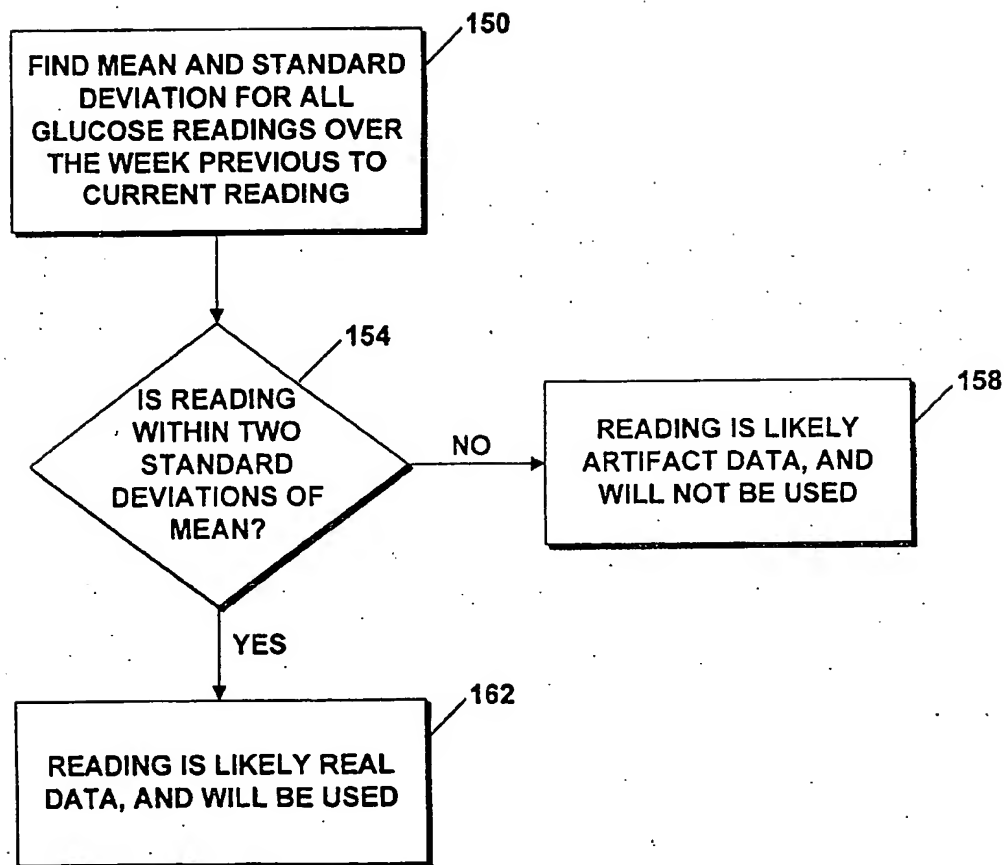 150
FIND MEAN AND STANDARD
DEVIATION FOR ALL
GLUCOSE READINGS OVER
THE WEEK PREVIOUS TO
CURRENT READING
154
IS READING
WITHIN TWO
STANDARD
DEVIATIONS OF
MEAN?
NO
158
READING IS LIKELY
ARTIFACT DATA, AND
WILL NOT BE USED
YES
162
READING IS LIKELY REAL
DATA, AND WILL BE USED